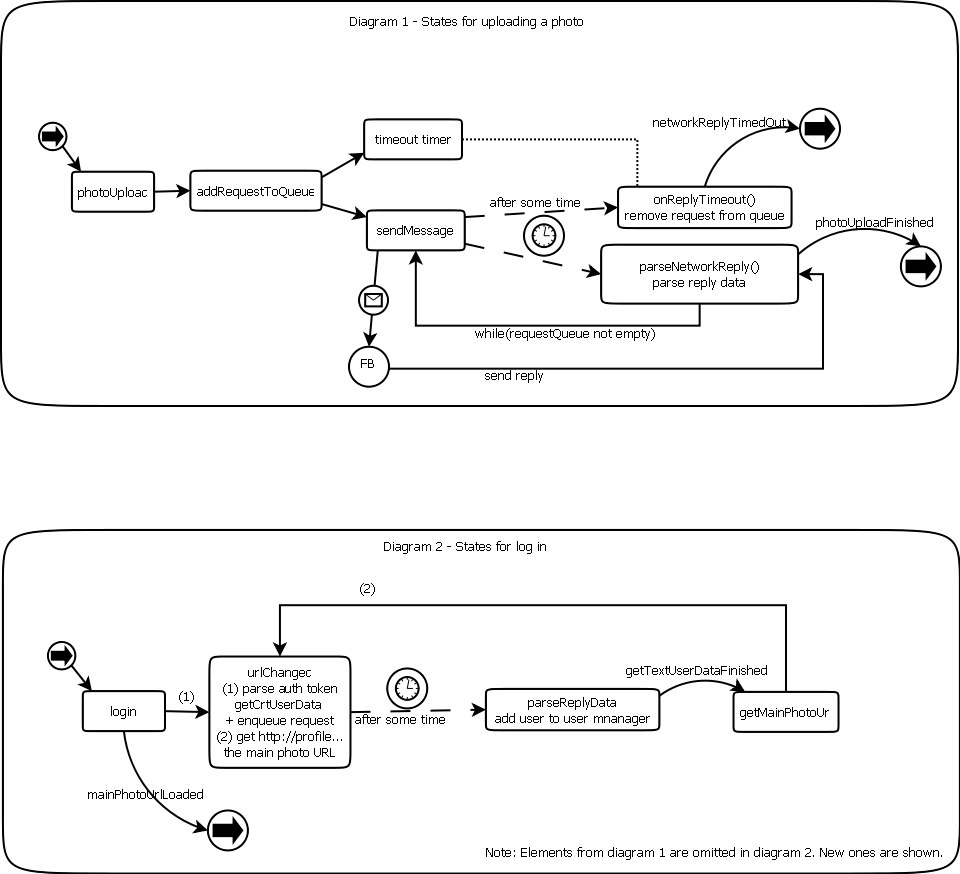 Diagram 1 - States for uploading a photo
networkReplyTimedOut
timeout timer
photoUploac
addRequestToQueue
after some time
onReplyTimeout()
remove request from queue
sendMessage
photoUploadFinished
parseNetworkReply()
parse reply data
while(requestQueue not empty)
FB
send reply
Diagram 2 - States for log in
(2)
getTextUserDataFinished
urlChangec
(1) parse auth token
getCrtUserData
+ enqueue request
(2) get http://profile...
the main photo URL
login
(1)
after some time
parseReplyData
add user to user mnanager
getMainPhotoUr
mainPhotoUrlLoaded
Note: Elements from diagram 1 are omitted in diagram 2. New ones are shown.